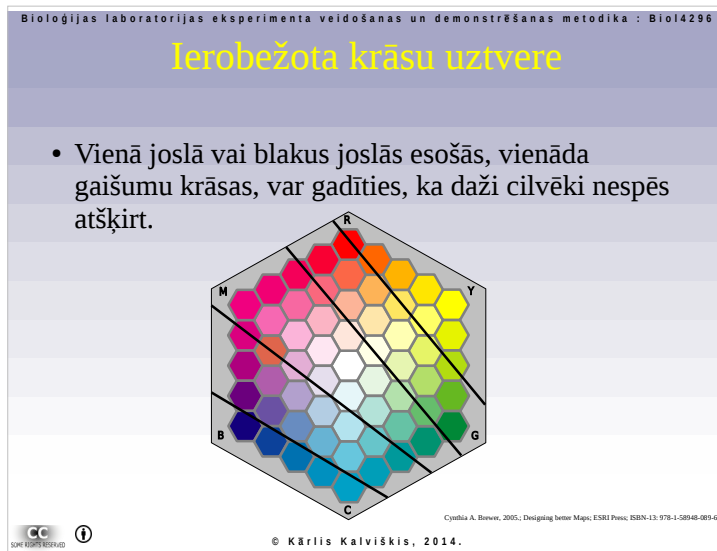 Bioloģijas laboratorijas eksperimenta veidošanas un demonstrēšanas metodika : Biol4296
Ierobežota krāsu uztvere
• Vienā joslā vai blakus joslās esošās, vienāda
gaišumu krāsas, var gadīties, ka daži cilvēki nespēs
atšķirt.
R
M
Y
B
G
C
Cynthia A. Brewer, 2005.; Designing better Maps; ESRI Press; ISBN-13: 978-1-58948-089-6
CC
SOME RIGHTS RESERVED
© Kārlis Kalviškis, 2014.